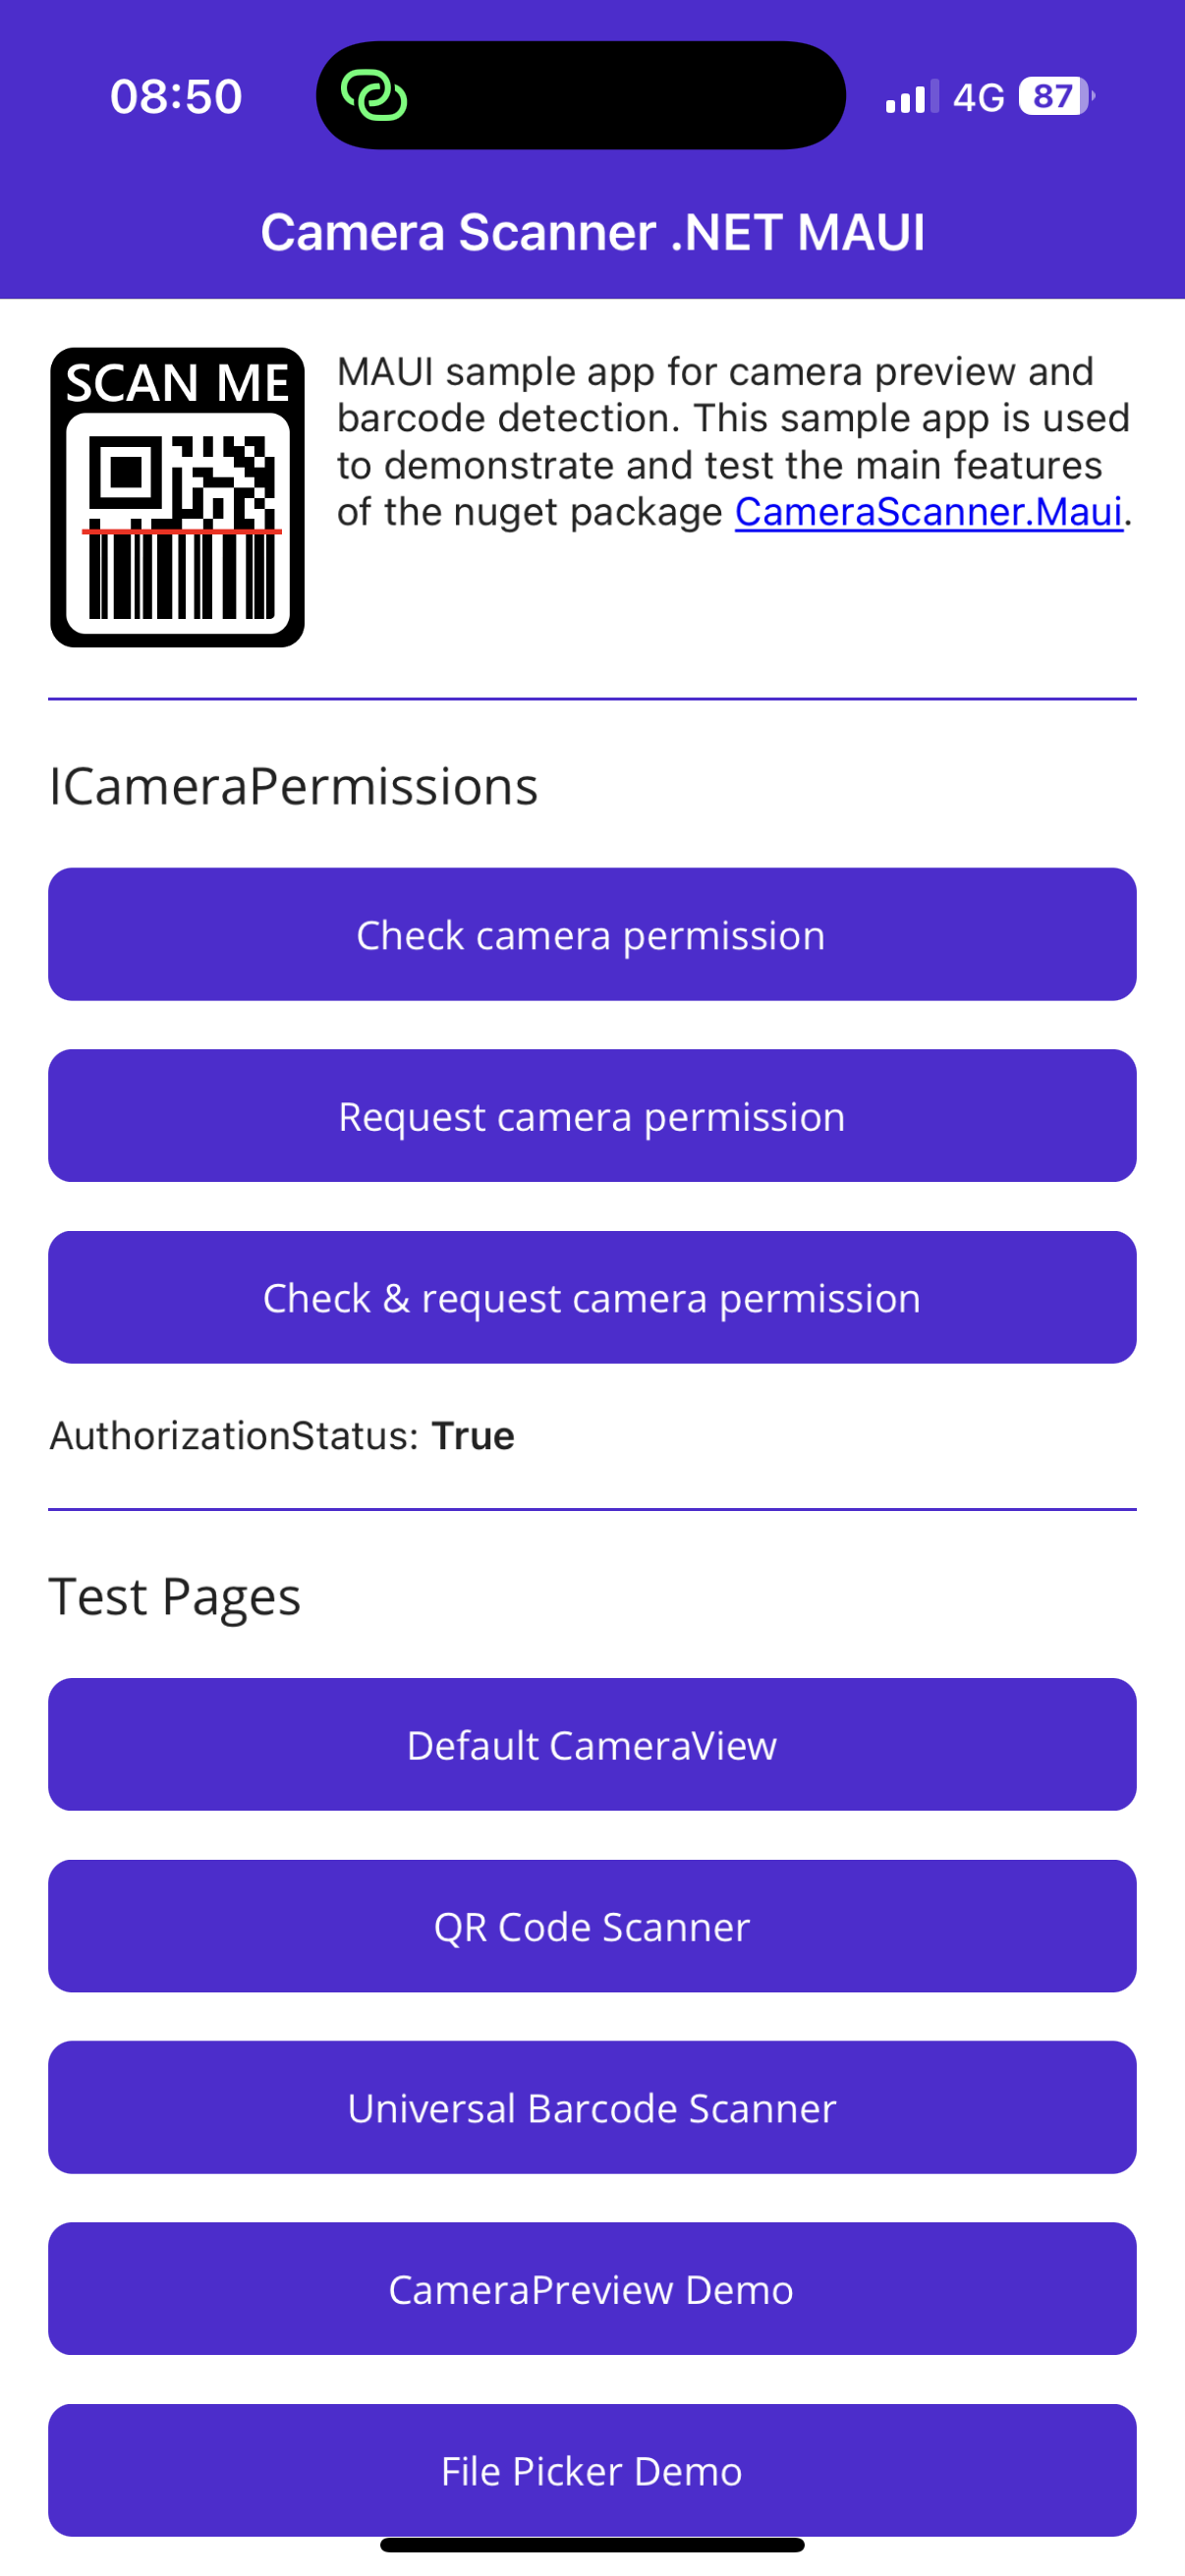 08:50
4G 87
Camera Scanner .NET MAUI
SCAN ME
MAUI sample app for camera preview and
barcode detection. This sample app is used
to demonstrate and test the main features
of the nuget package CameraScanner.Maui.
ICameraPermissions
Check camera permission
Request camera permission
Check & request camera permission
AuthorizationStatus: True
Test Pages
Default CameraView
QR Code Scanner
Universal Barcode Scanner
CameraPreview Demo
File Picker Demo